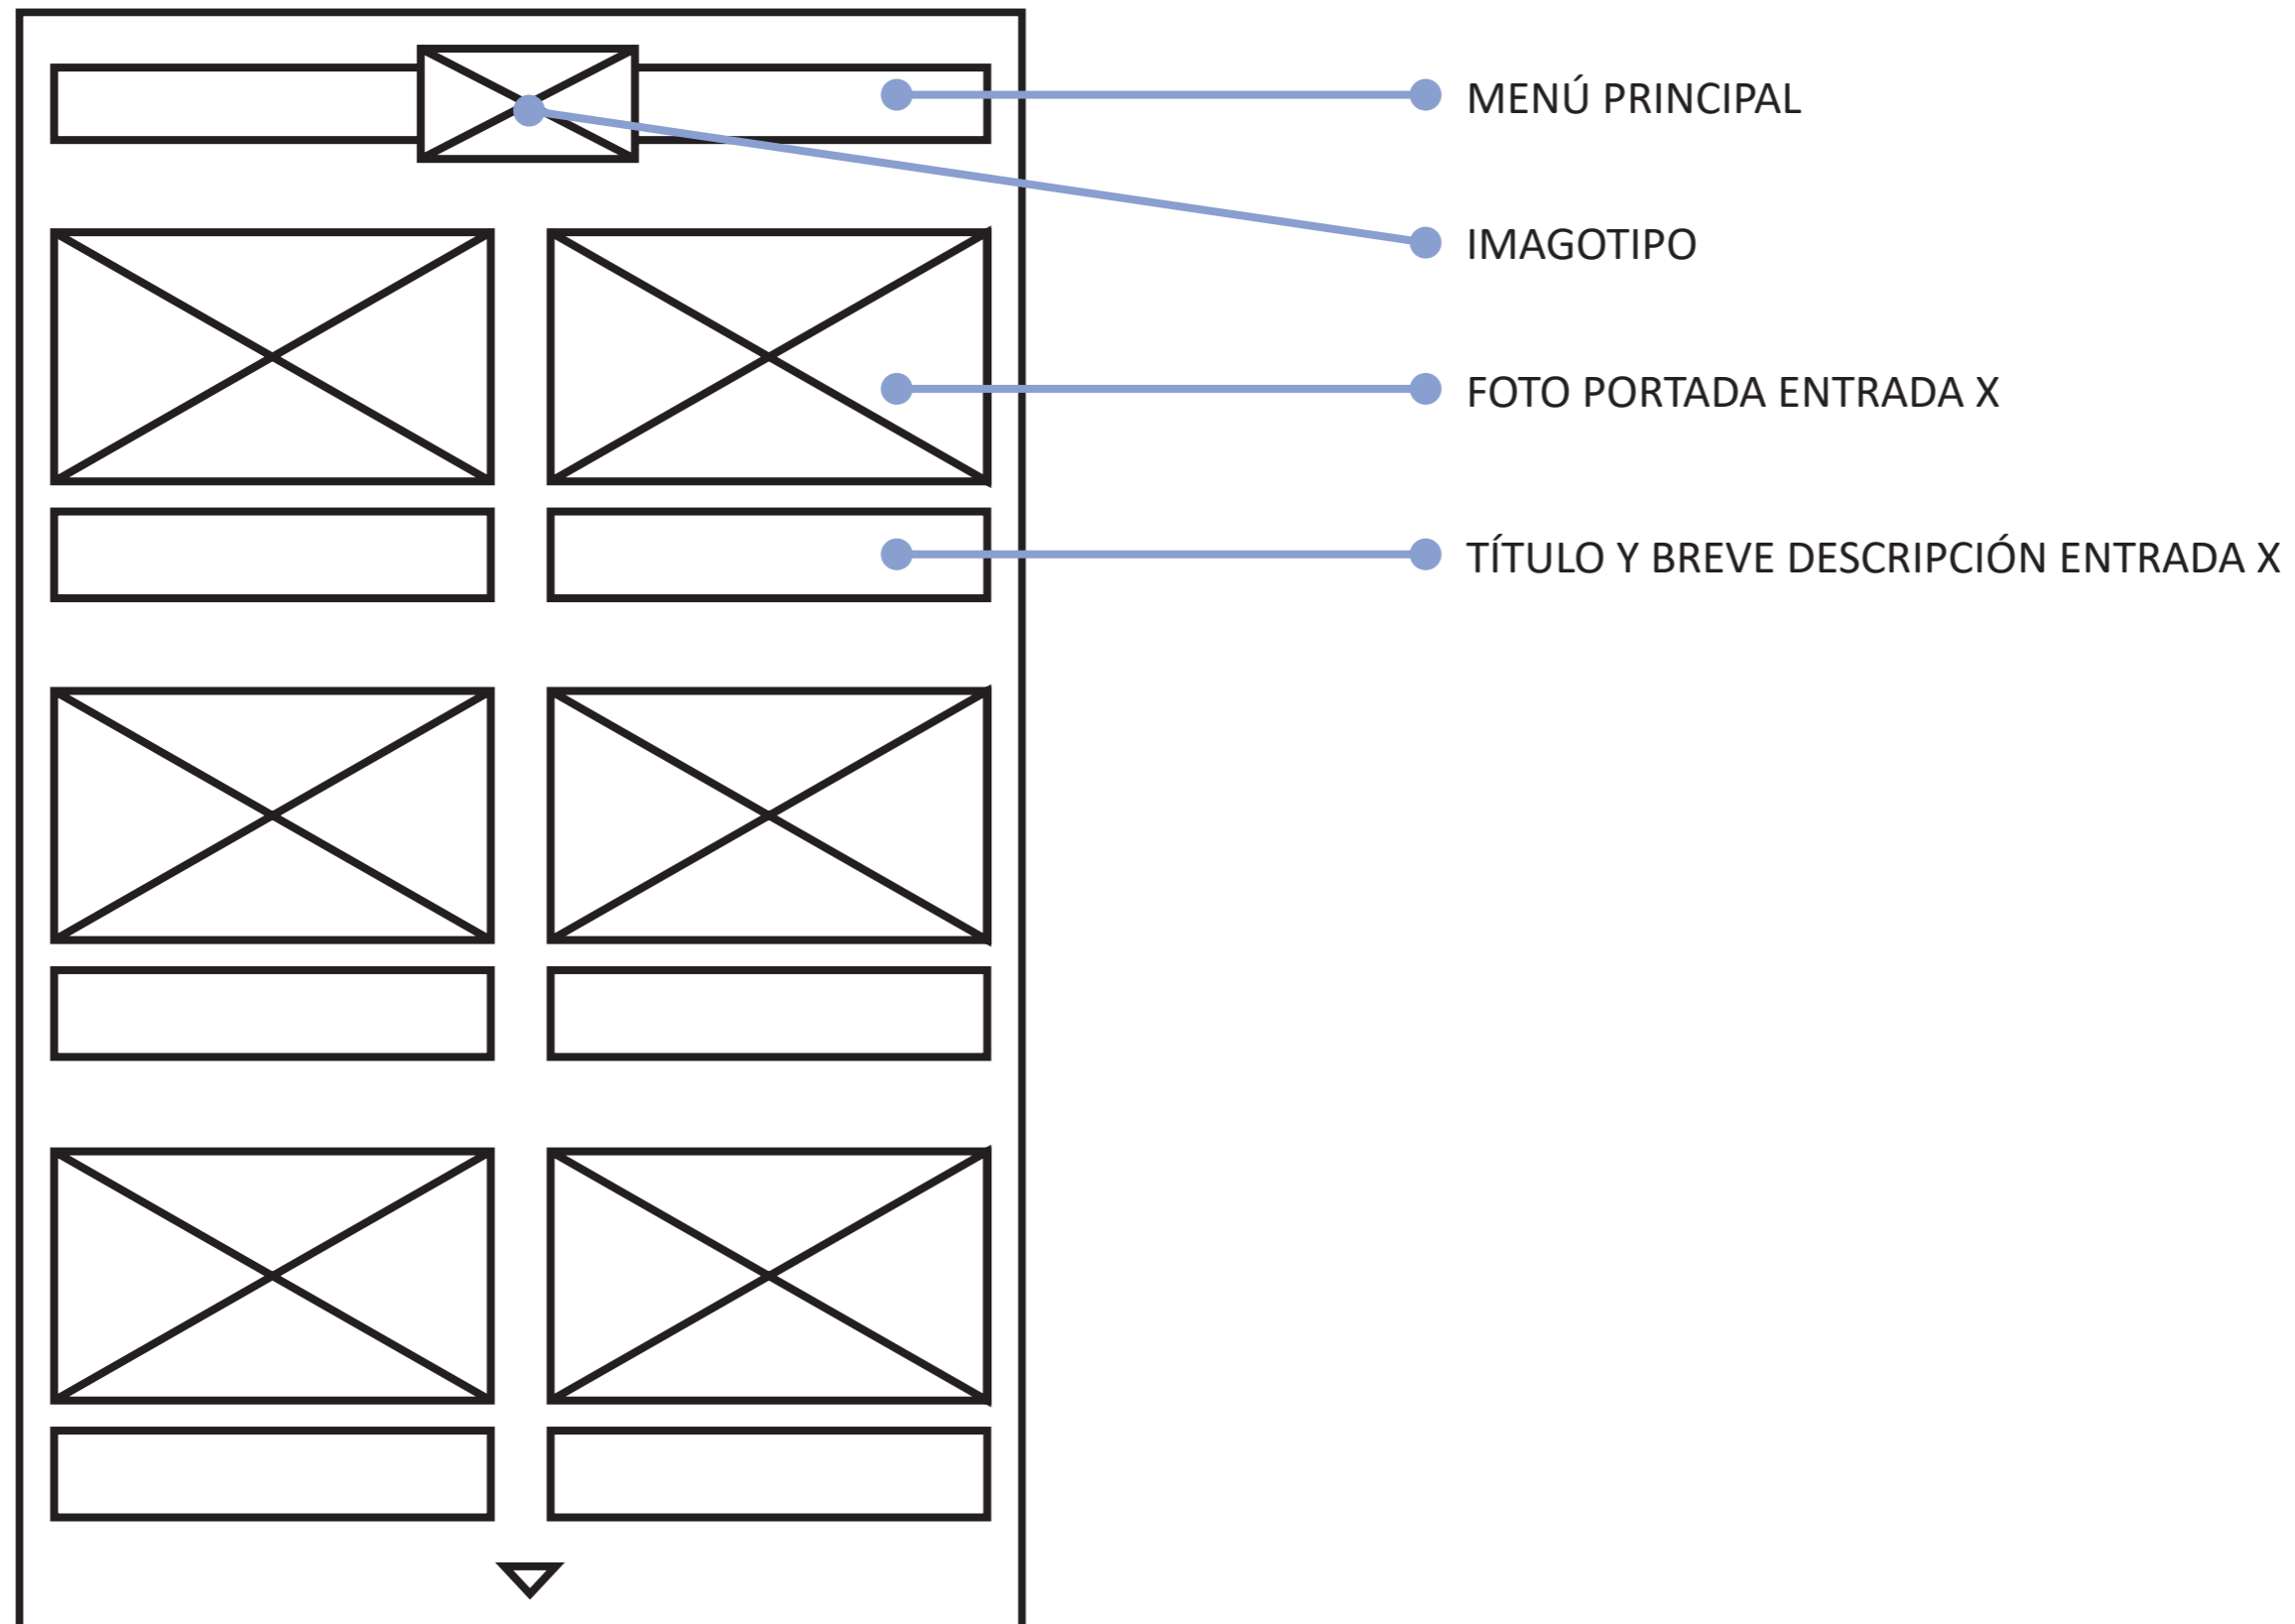 MENÚ PRINCIPAL
IMAGOTIPO
FOTO PORTADA ENTRADA X
TÍTULO Y BREVE DESCRIPCIÓN ENTRADA X